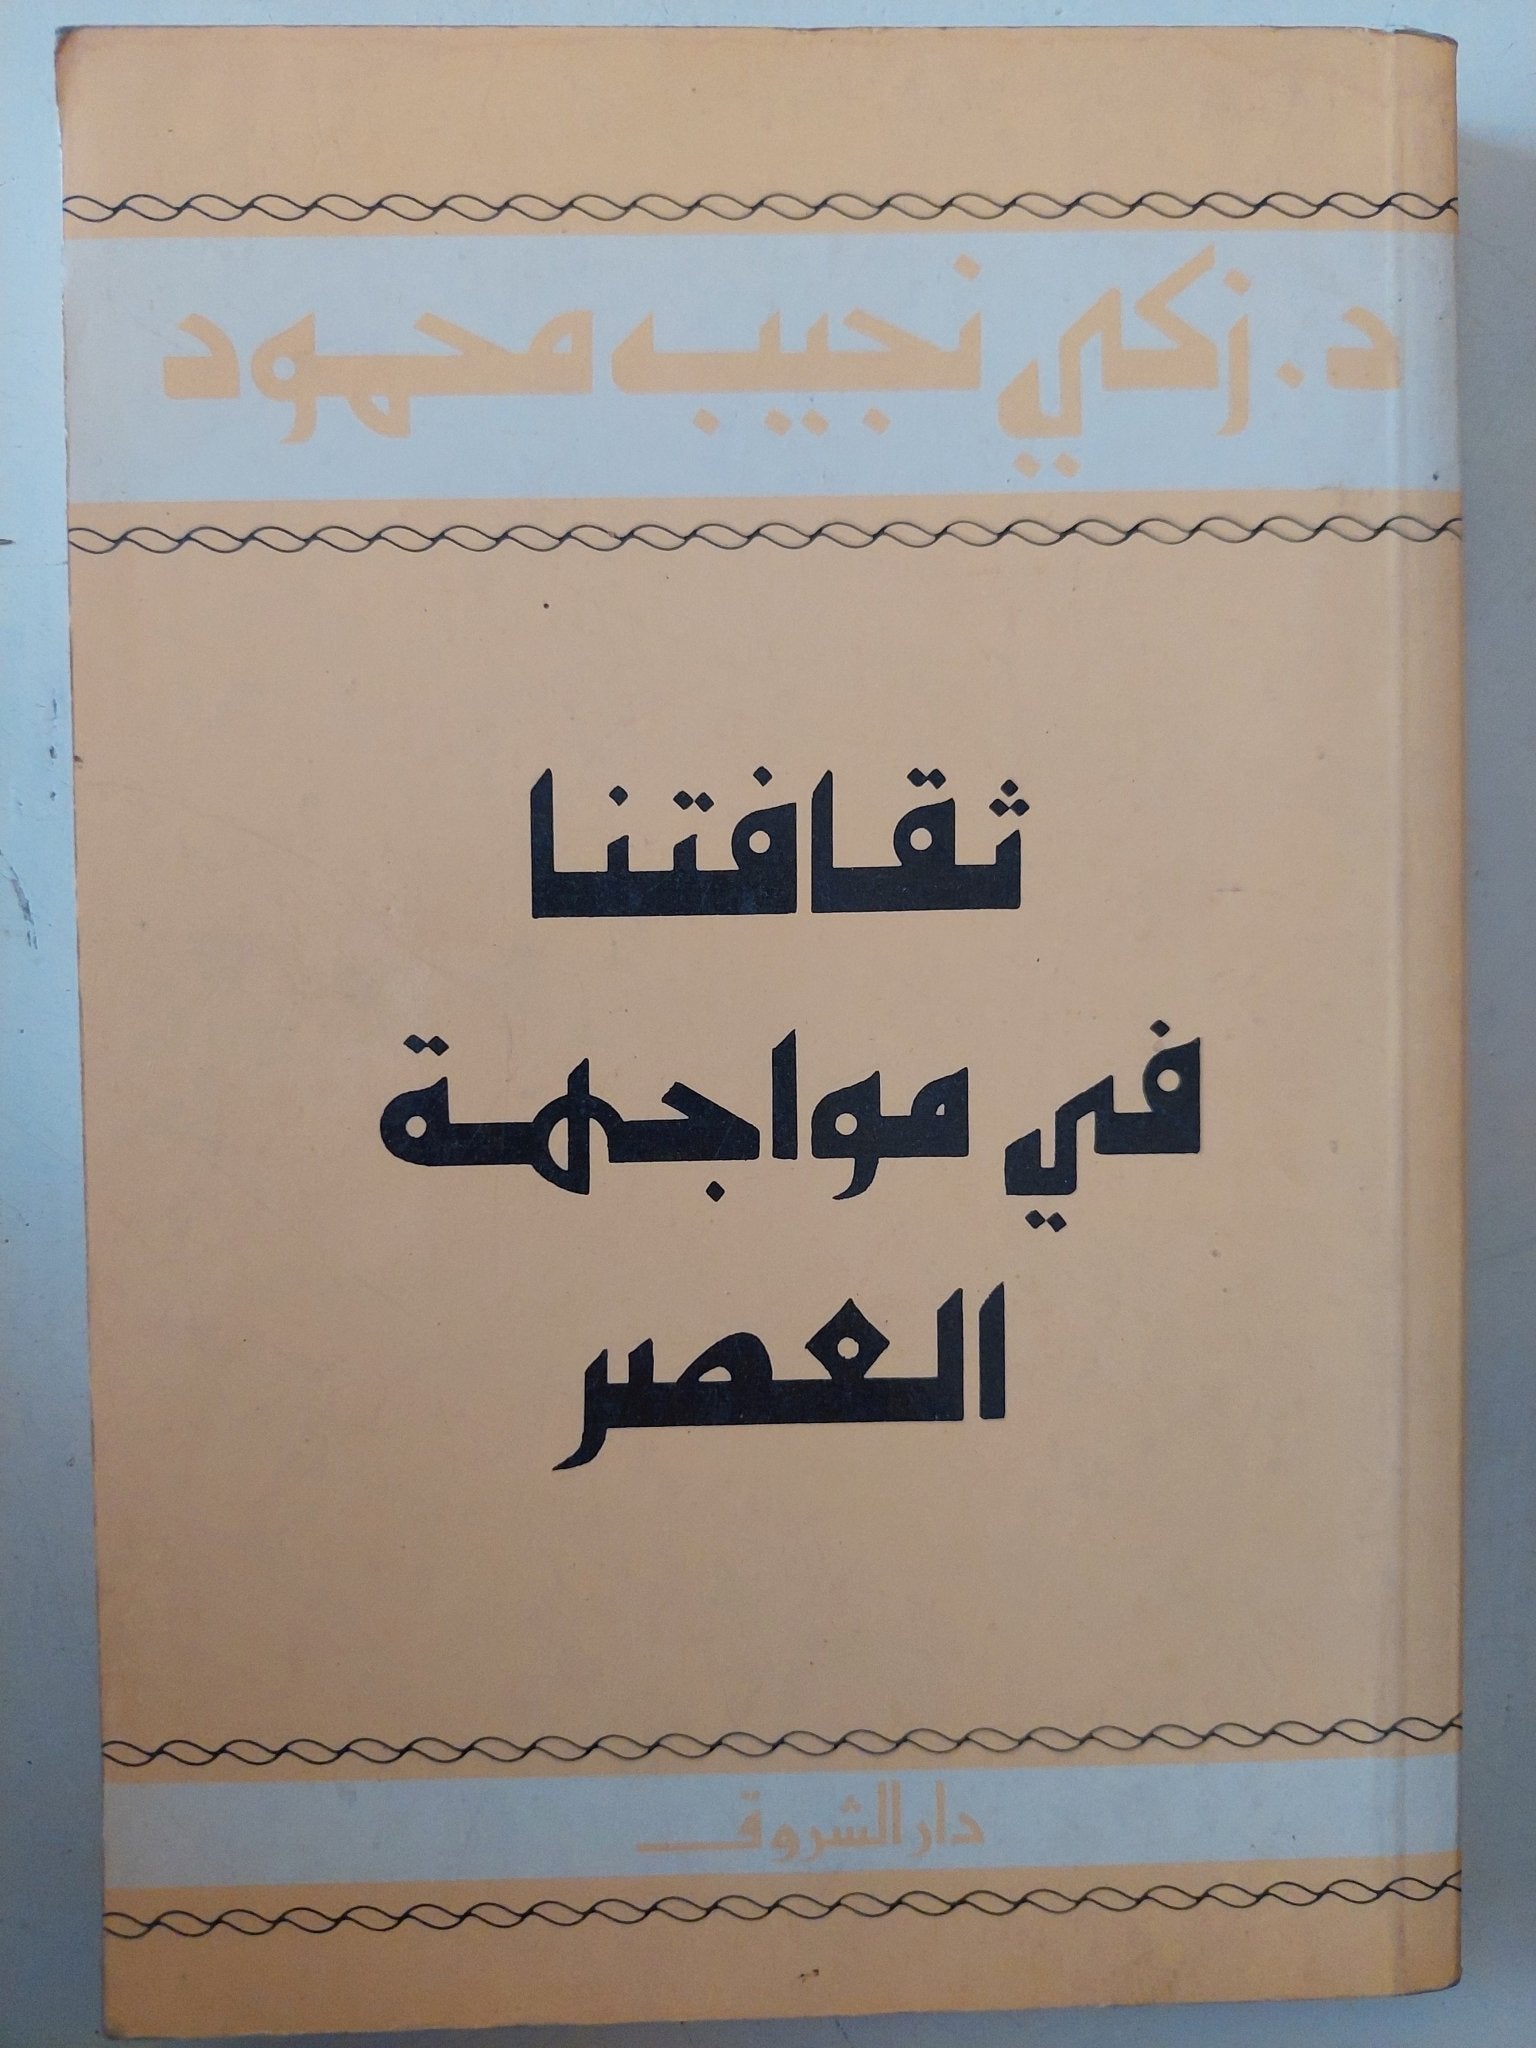 د. زكي نجيب محمود
ثقافتنا
في مواجهة
العصر
دار الشروق